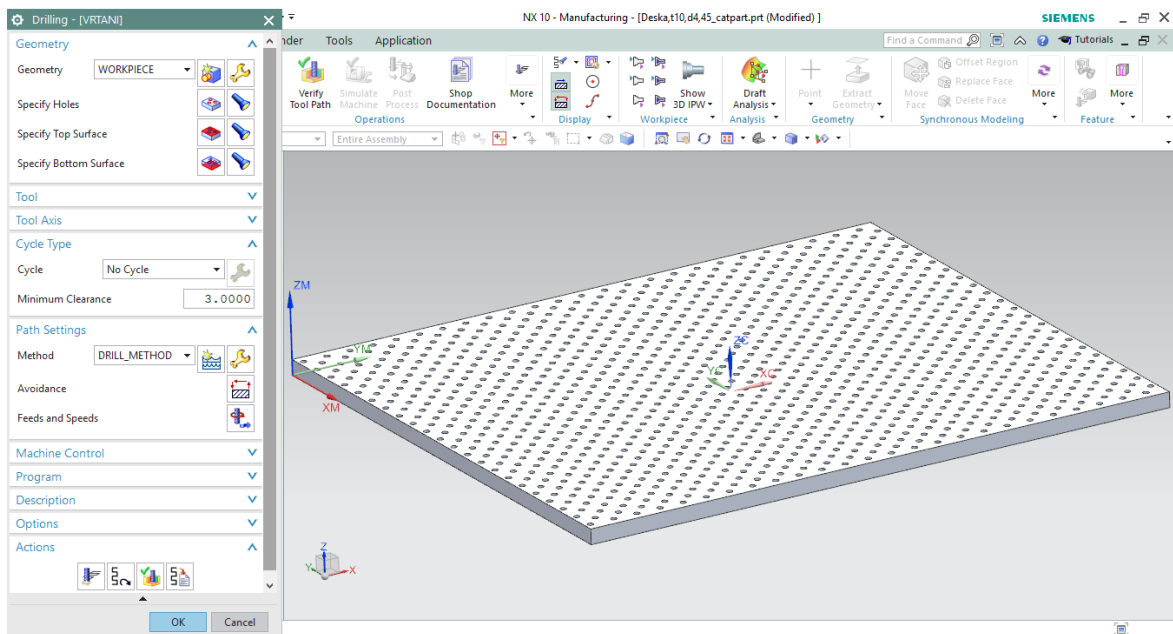 Drilling - [VRTANI]
NX 10 - Manufacturing - [Deska,t10,d4,45_catpart.prt (Modified) ]
SIEMENS
Geometry
Geometry WORKPIECE
Specify Holes
Specify Top Surface
Specify Bottom Surface
Tool
Tool Axis
Cycle Type
Cycle No Cycle
Minimum Clearance 3.0000
Path Settings
Method DRILL_METHOD
Avoidance
Feeds and Speeds
Machine Control
Program
Description
Options
Actions
OK Cancel
nder Tools Application
Find a Command
Tutorials
Verify
Tool Path
Simulate
Machine
Post
Process
Shop
Documentation
More
Operations
Display
Show
3D IPW
Workpiece
Draft
Analysis
Analysis
Point
Extract
Geometry
Geometry
Move
Face
Offset Region
Replace Face
Delete Face
More
Synchronous Modeling
More
Feature
Entire Assembly
ZM
YM
XM
ZC
YC
XC
Z
Y
X